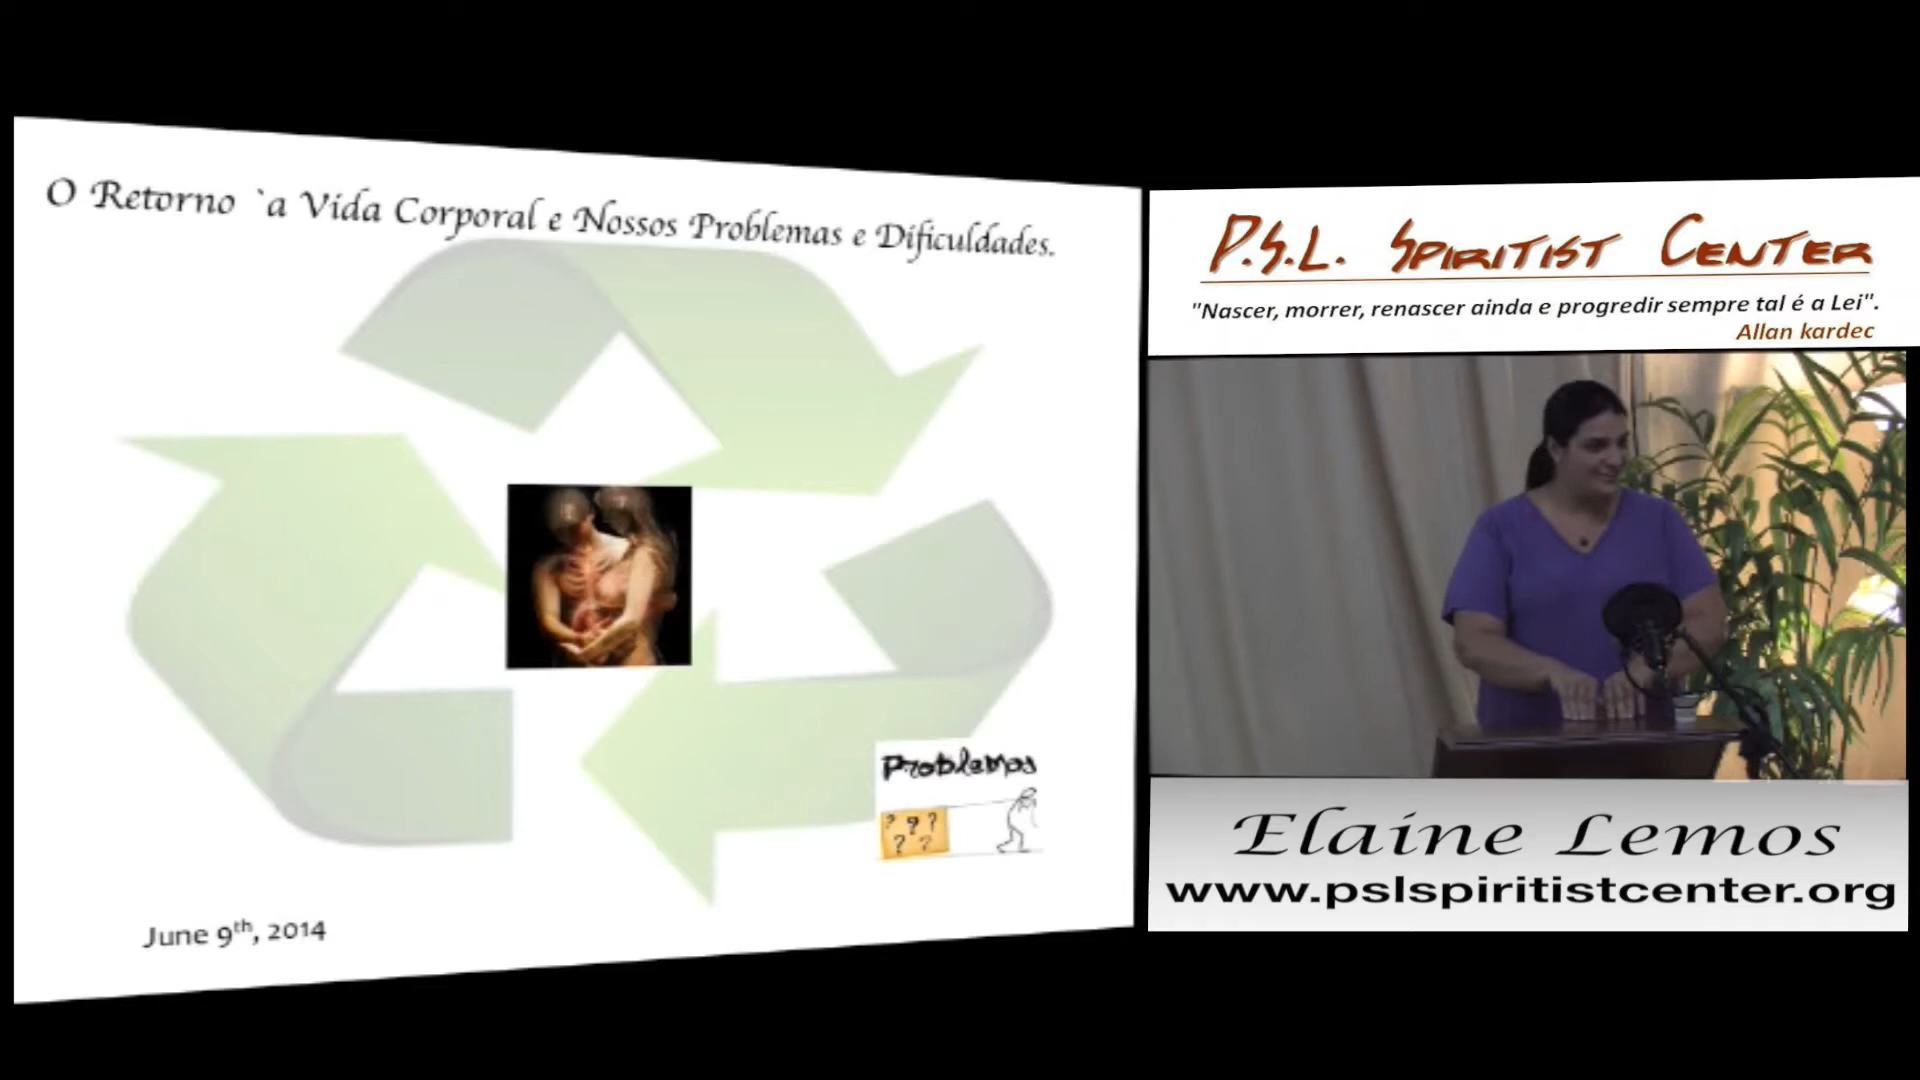 O Retorno `a Vida Corporal e Nossos Problemas e Dificuldades.
Problemas
? ? ?
? ?
June 9th, 2014
P.S.L. SPIRITIST CENTER
"Nascer, morrer, renascer ainda e progredir sempre tal é a Lei".
Allan kardec
Elaine Lemos
www.pslspiritistcenter.org